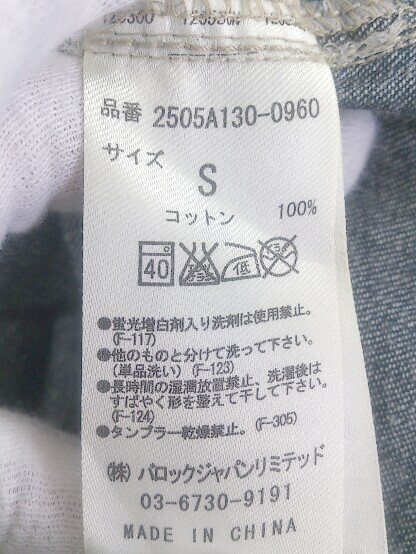 品番 2505A130-0960
サイズ
S
コットン 100%
40 低
●蛍光増白剤入り洗剤は使用禁止。
(F-117)
●他のものと分けて洗って下さい。
(単品洗い) (F-123)
●長時間の湿潤放置禁止、洗濯後は
すばやく形を整えて干して下さい。
(F-124)
●タンブラー乾燥禁止。(F-305)
(株) バロックジャパンリミテッド
03-6730-9191
MADE IN CHINA